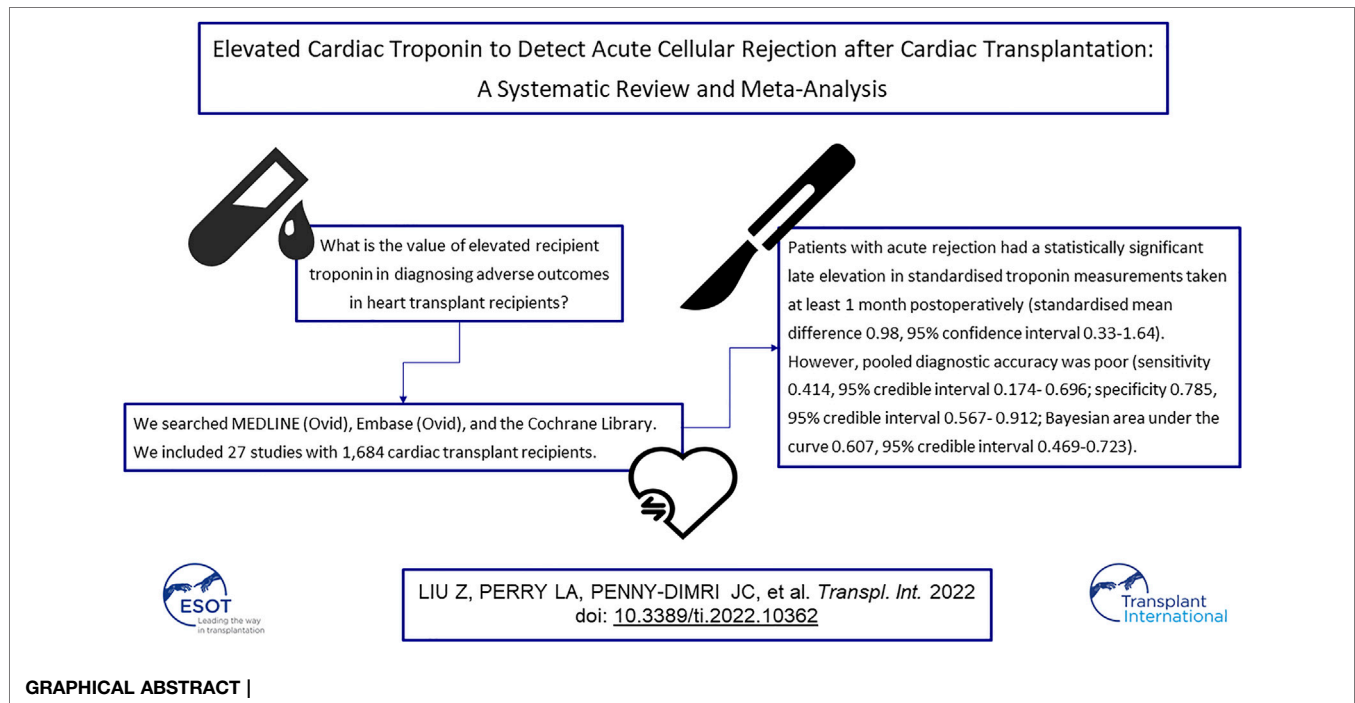 Elevated Cardiac Troponin to Detect Acute Cellular Rejection after Cardiac Transplantation:
A Systematic Review and Meta-Analysis
What is the value of elevated recipient
troponin in diagnosing adverse outcomes
in heart transplant recipients?
We searched MEDLINE (Ovid), Embase (Ovid), and the Cochrane Library.
We included 27 studies with 1,684 cardiac transplant recipients.
Patients with acute rejection had a statistically significant
late elevation in standardised troponin measurements taken
at least 1 month postoperatively (standardised mean
difference 0.98, 95% confidence interval 0.33-1.64).
However, pooled diagnostic accuracy was poor (sensitivity
0.414, 95% credible interval 0.174- 0.696; specificity 0.785,
95% credible interval 0.567- 0.912; Bayesian area under the
curve 0.607, 95% credible interval 0.469-0.723).
ESOT
Leading the way
in transplantation
LIU Z, PERRY LA, PENNY-DIMRI JC, et al. Transpl. Int. 2022
doi: 10.3389/ti.2022.10362
Transplant
International
GRAPHICAL ABSTRACT |